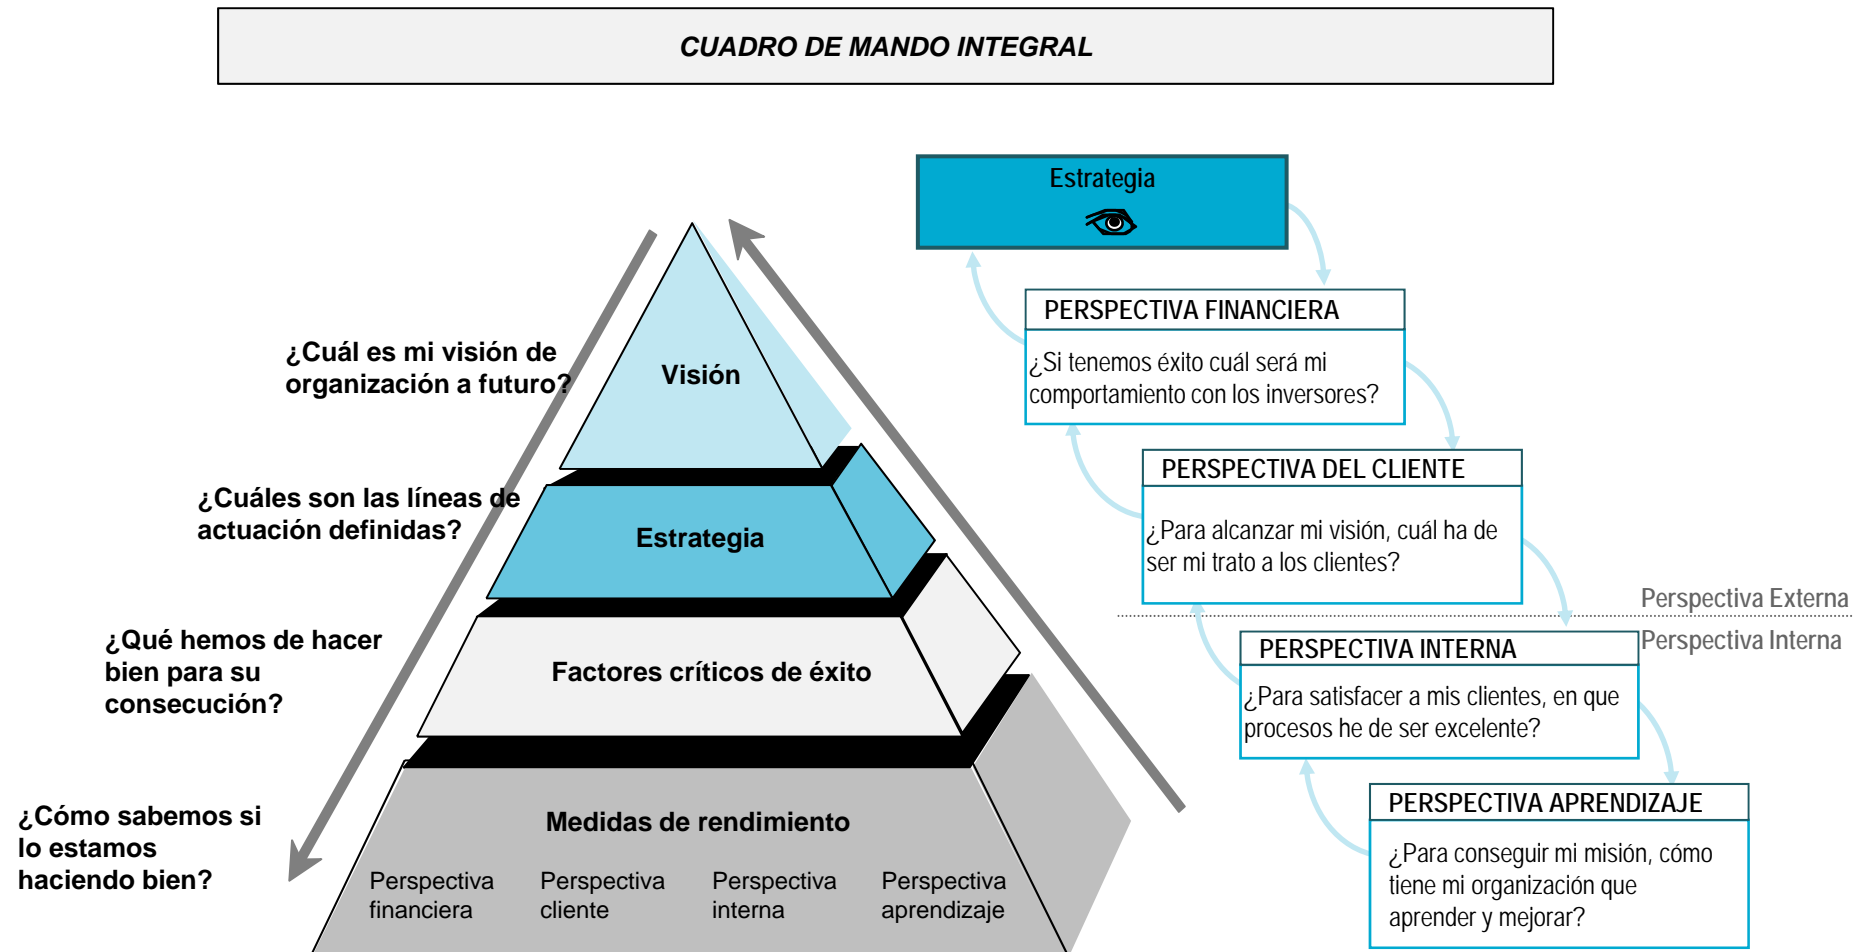 CUADRO DE MANDO INTEGRAL
¿Cuál es mi visión de
organización a futuro?
¿Cuáles son las líneas de
actuación definidas?
¿Qué hemos de hacer
bien para su
consecución?
¿Cómo sabemos si
lo estamos
haciendo bien?
Visión
Estrategia
Factores críticos de éxito
Medidas de rendimiento
Perspectiva
financiera
Perspectiva
cliente
Perspectiva
interna
Perspectiva
aprendizaje
Estrategia
PERSPECTIVA FINANCIERA
¿Si tenemos éxito cuál será mi
comportamiento con los inversores?
PERSPECTIVA DEL CLIENTE
¿Para alcanzar mi visión, cuál ha de
ser mi trato a los clientes?
Perspectiva Externa
Perspectiva Interna
PERSPECTIVA INTERNA
¿Para satisfacer a mis clientes, en que
procesos he de ser excelente?
PERSPECTIVA APRENDIZAJE
¿Para conseguir mi misión, cómo
tiene mi organización que
aprender y mejorar?